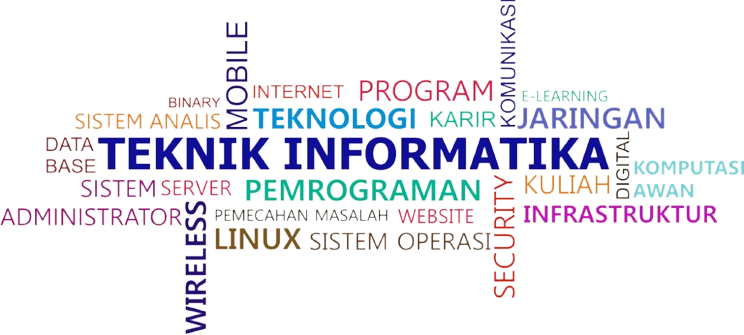 KOMUNIKASI
MOBILE
INTERNET
PROGRAM
E-LEARNING
BINARY
SISTEM ANALIS
TEKNOLOGI
KARIR
JARINGAN
DATA
BASE
TEKNIK INFORMATIKA
DIGITAL
KOMPUTASI
AWAN
SISTEM
SERVER
PEMROGRAMAN
KULIAH
ADMINISTRATOR
PEMECAHAN MASALAH
WEBSITE
INFRASTRUKTUR
WIRELESS
LINUX
SISTEM OPERASI
SECURITY